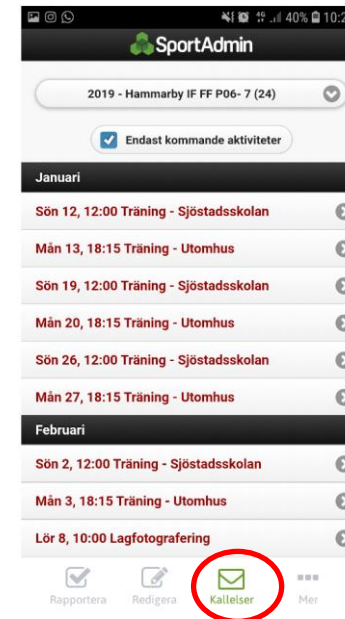 4G 40% 10:2
SportAdmin
2019 - Hammarby IF FF P06- 7 (24)
Endast kommande aktiviteter
Januari
Sön 12, 12:00 Träning - Sjöstadsskolan
Mån 13, 18:15 Träning - Utomhus
Sön 19, 12:00 Träning - Sjöstadsskolan
Mån 20, 18:15 Träning - Utomhus
Sön 26, 12:00 Träning - Sjöstadsskolan
Mån 27, 18:15 Träning - Utomhus
Februari
Sön 2, 12:00 Träning - Sjöstadsskolan
Mån 3, 18:15 Träning - Utomhus
Lör 8, 10:00 Lagfotografering
Rapportera Redigera Kallelser Mer